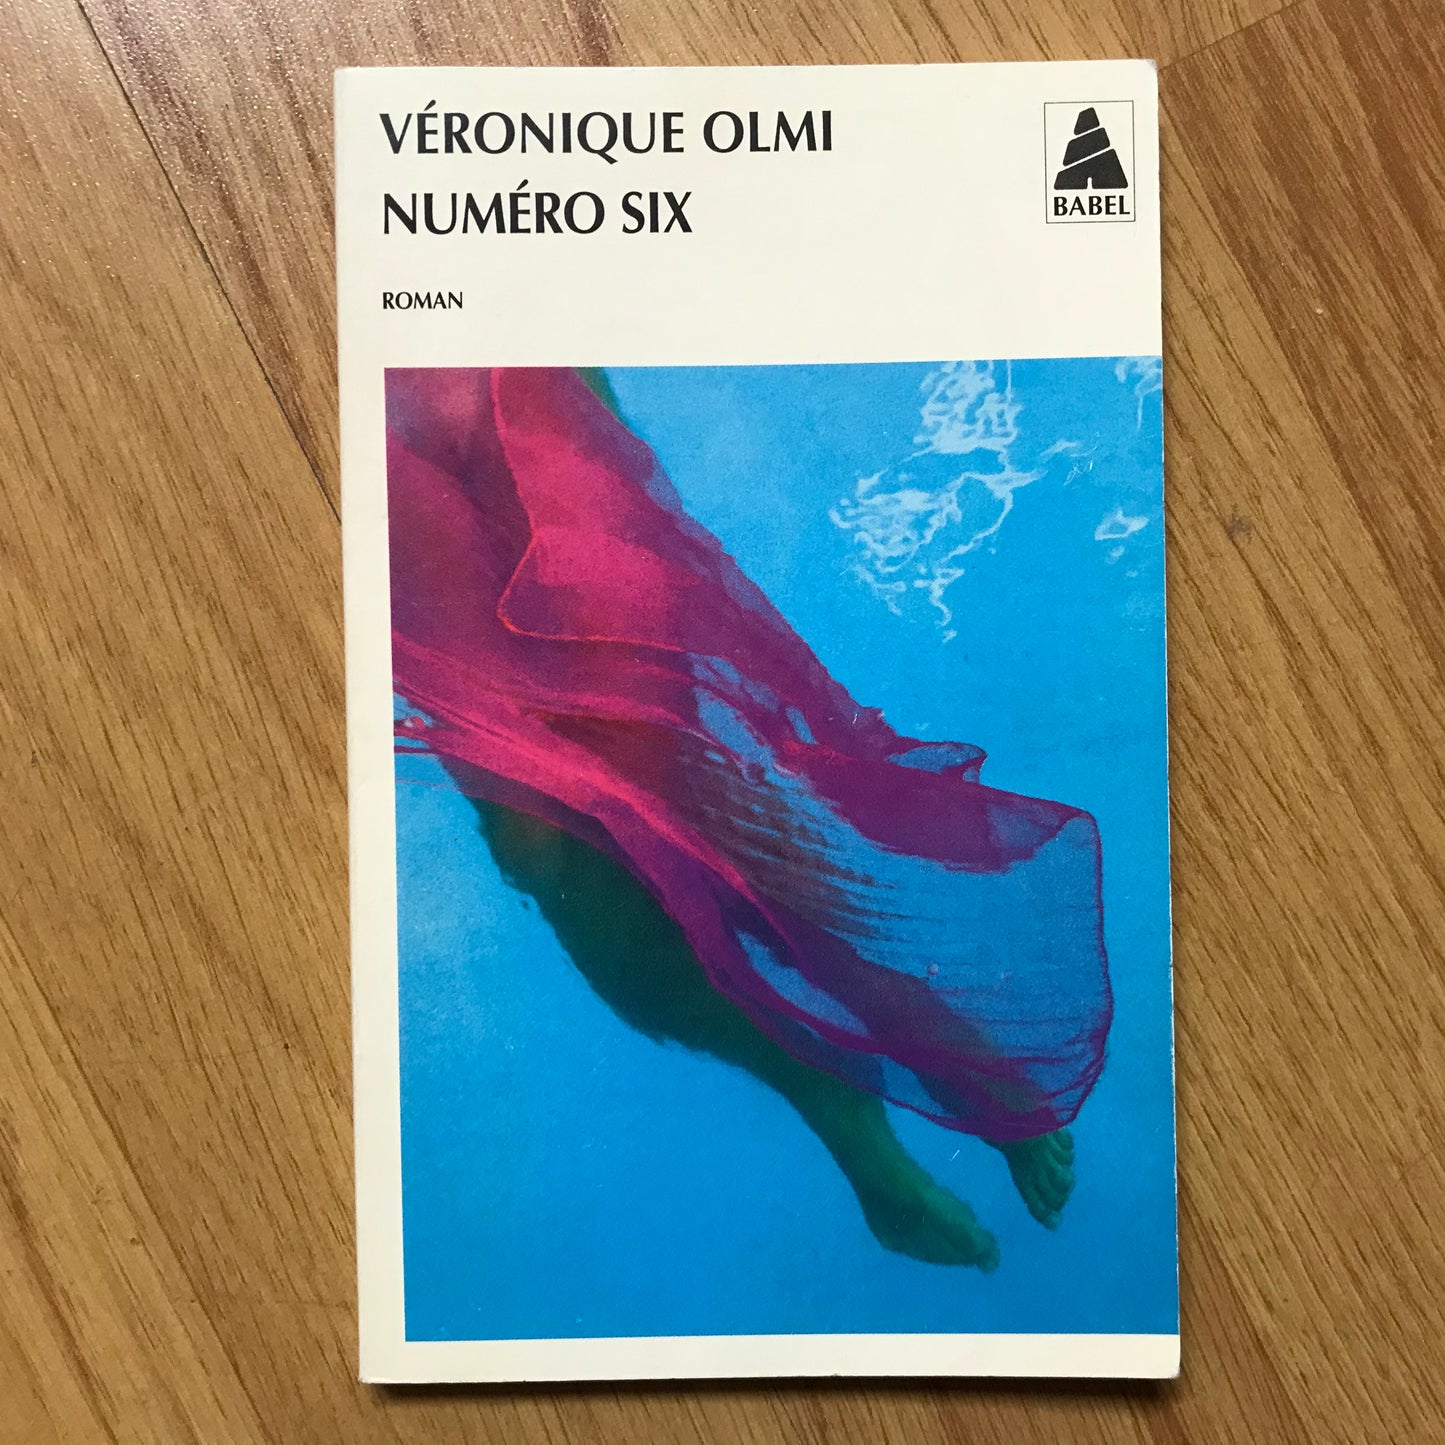 VÉRONIQUE OLMI
NUMÉRO SIX
ROMAN
BABEL